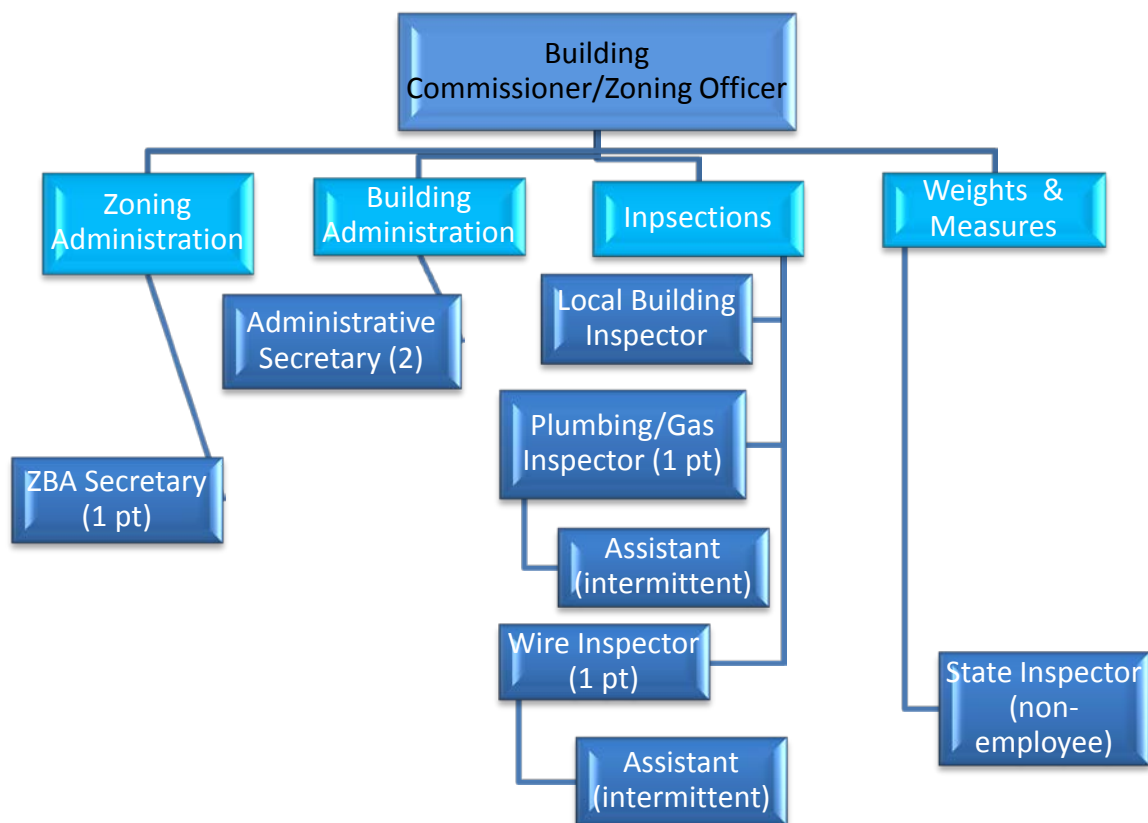 Building
Commissioner/Zoning Officer
Zoning
Administration
Building
Administration
Inpsections
Weights & 
Measures
Administrative
Secretary (2)
Local Building
Inspector
Plumbing/Gas
Inspector (1 pt)
ZBA Secretary
(1 pt)
Assistant
(intermittent)
Wire Inspector
(1 pt)
State Inspector
(non-
employee)
Assistant
(intermittent)